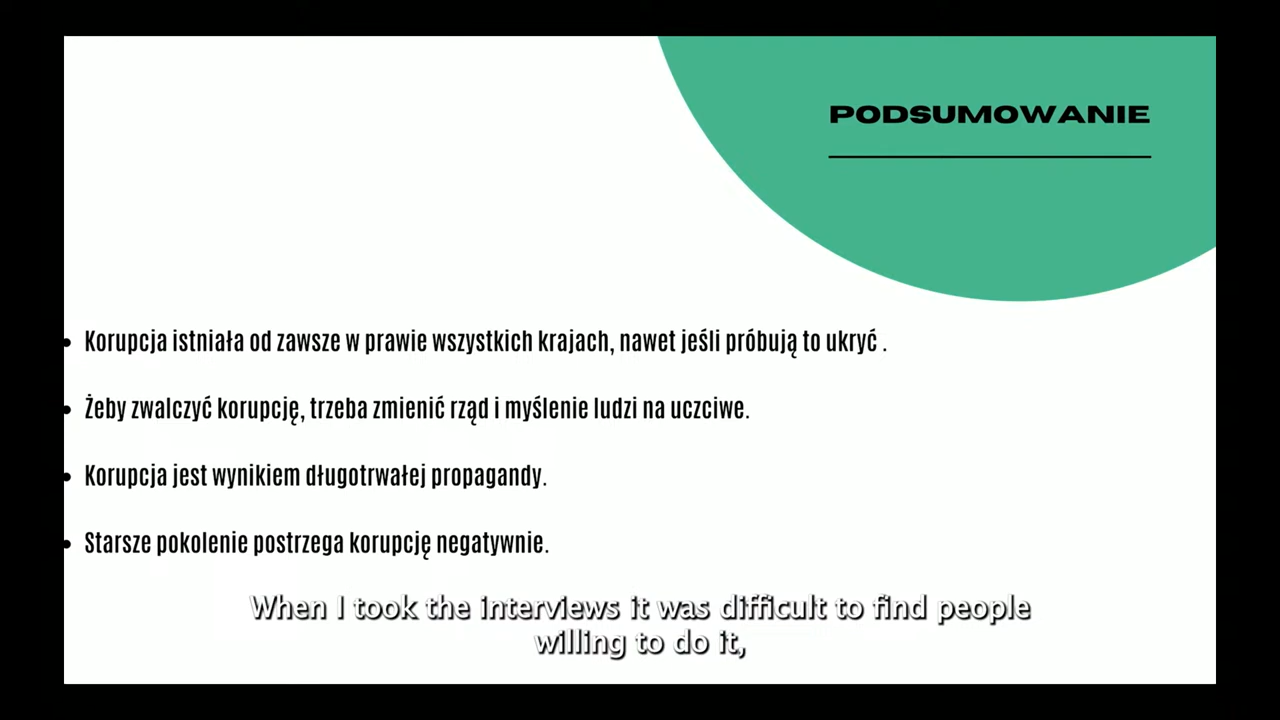 PODSUMOWANIE
Korupcja istniała od zawsze w prawie wszystkich krajach, nawet jeśli próbują to ukryć .
Żeby zwalczyć korupcję, trzeba zmienić rząd i myślenie ludzi na uczciwe.
Korupcja jest wynikiem długotrwałej propagandy.
Starsze pokolenie postrzega korupcję negatywnie.
When I took the interviews it was difficult to find people
willing to do it,